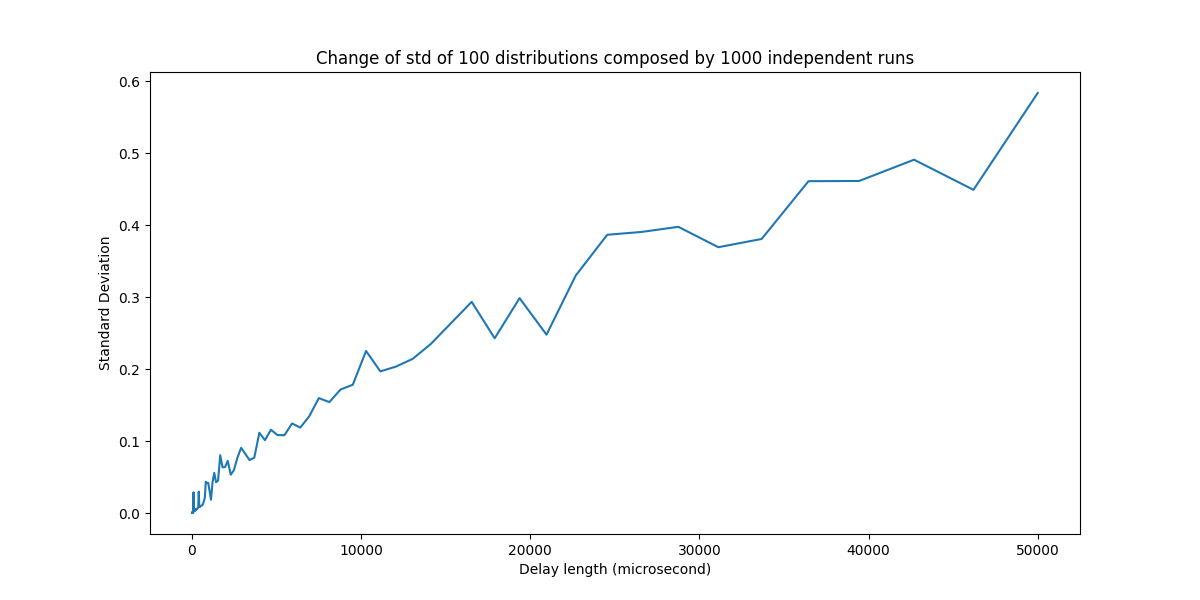 Change of std of 100 distributions composed by 1000 independent runs
0.6
0.5
0.4
0.3
0.2
0.1
0.0
Standard Deviation
0 10000 20000 30000 40000 50000
Delay length (microsecond)